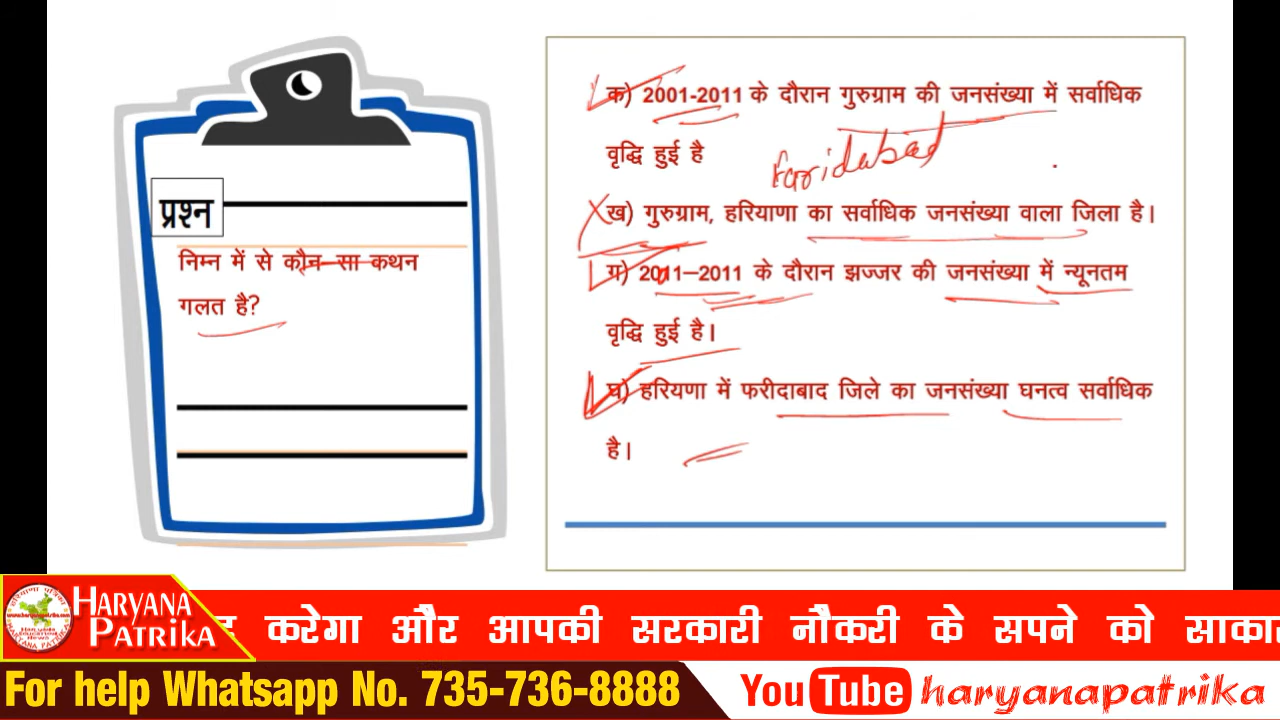 प्रश्न
निम्न में से कौन सा कथन
गलत है?
क) 2001-2011 के दौरान गुरुग्राम की जनसंख्या में सर्वाधिक
वृद्धि हुई है
Faridabad
ख) गुरुग्राम, हरियाणा का सर्वाधिक जनसंख्या वाला जिला है।
ग) 2011–2011 के दौरान झज्जर की जनसंख्या में न्यूनतम
वृद्धि हुई है।
घ) हरियणा में फरीदाबाद जिले का जनसंख्या घनत्व सर्वाधिक
है।
HARYANA
PATRIKA
करेगा और आपकी सरकारी नौकरी के सपने को साका
For help Whatsapp No. 735-736-8888
YouTube haryanapatrika